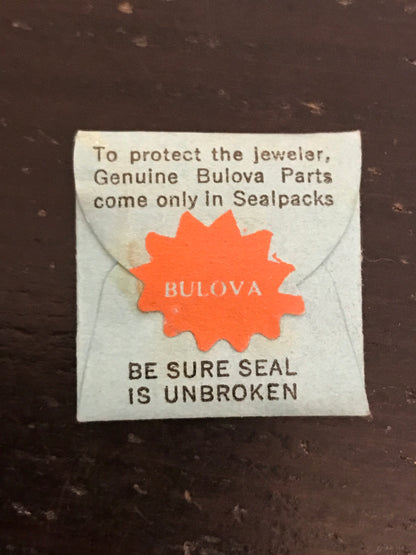 To protect the jeweler,
Genuine Bulova Parts
come only in Sealpacks
BULOVA
BE SURE SEAL
IS UNBROKEN